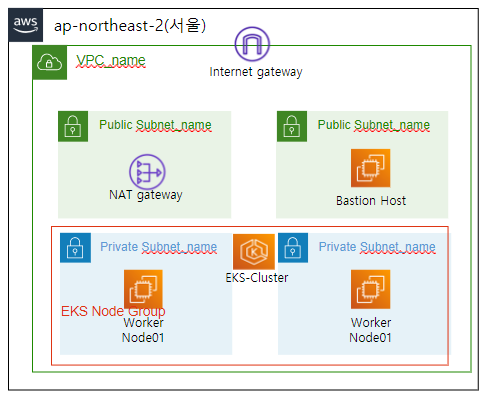 aws
ap-northeast-2(서울)
Internet gateway
VPC_name
Public Subnet_name
Public Subnet_name
NAT gateway
Bastion Host
Private Subnet_name
Private Subnet_name
EKS-Cluster
EKS Node Group
Worker
Node01
Worker
Node01